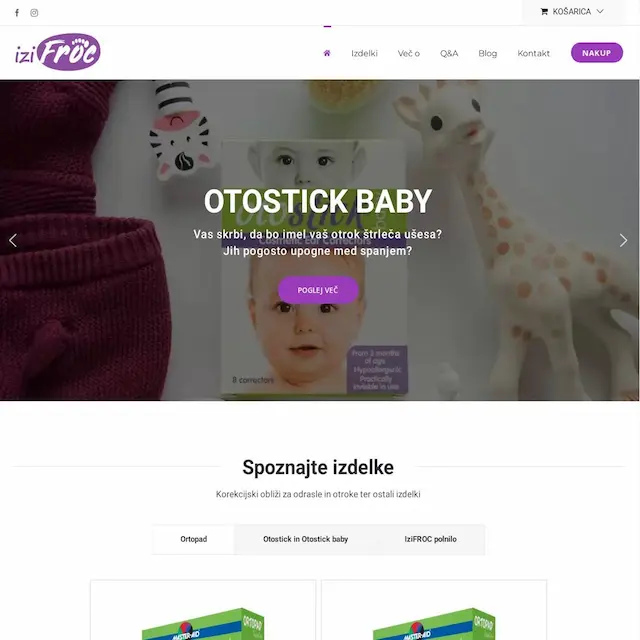 KOŠARICA
izi Froc
Izdelki
Več o
Q&A
Blog
Kontakt
NAKUP
OTOSTICK BABY
Vas skrbi, da bo imel vaš otrok štrleča ušesa?
Jih pogosto upogne med spanjem?
POGLEJ VEČ
otostick
Cosmetic Ear Correctors
From 3 months
of age
Hypoallergenic
Practically
invisible in use
8 correctors
Spoznajte izdelke
Korekcijski obliži za odrasle in otroke ter ostali izdelki
Ortopad
Otostick in Otostick baby
IziFROC polnilo
MASTER-AID
ORTOPAD
MASTER-AID
ORTOPAD